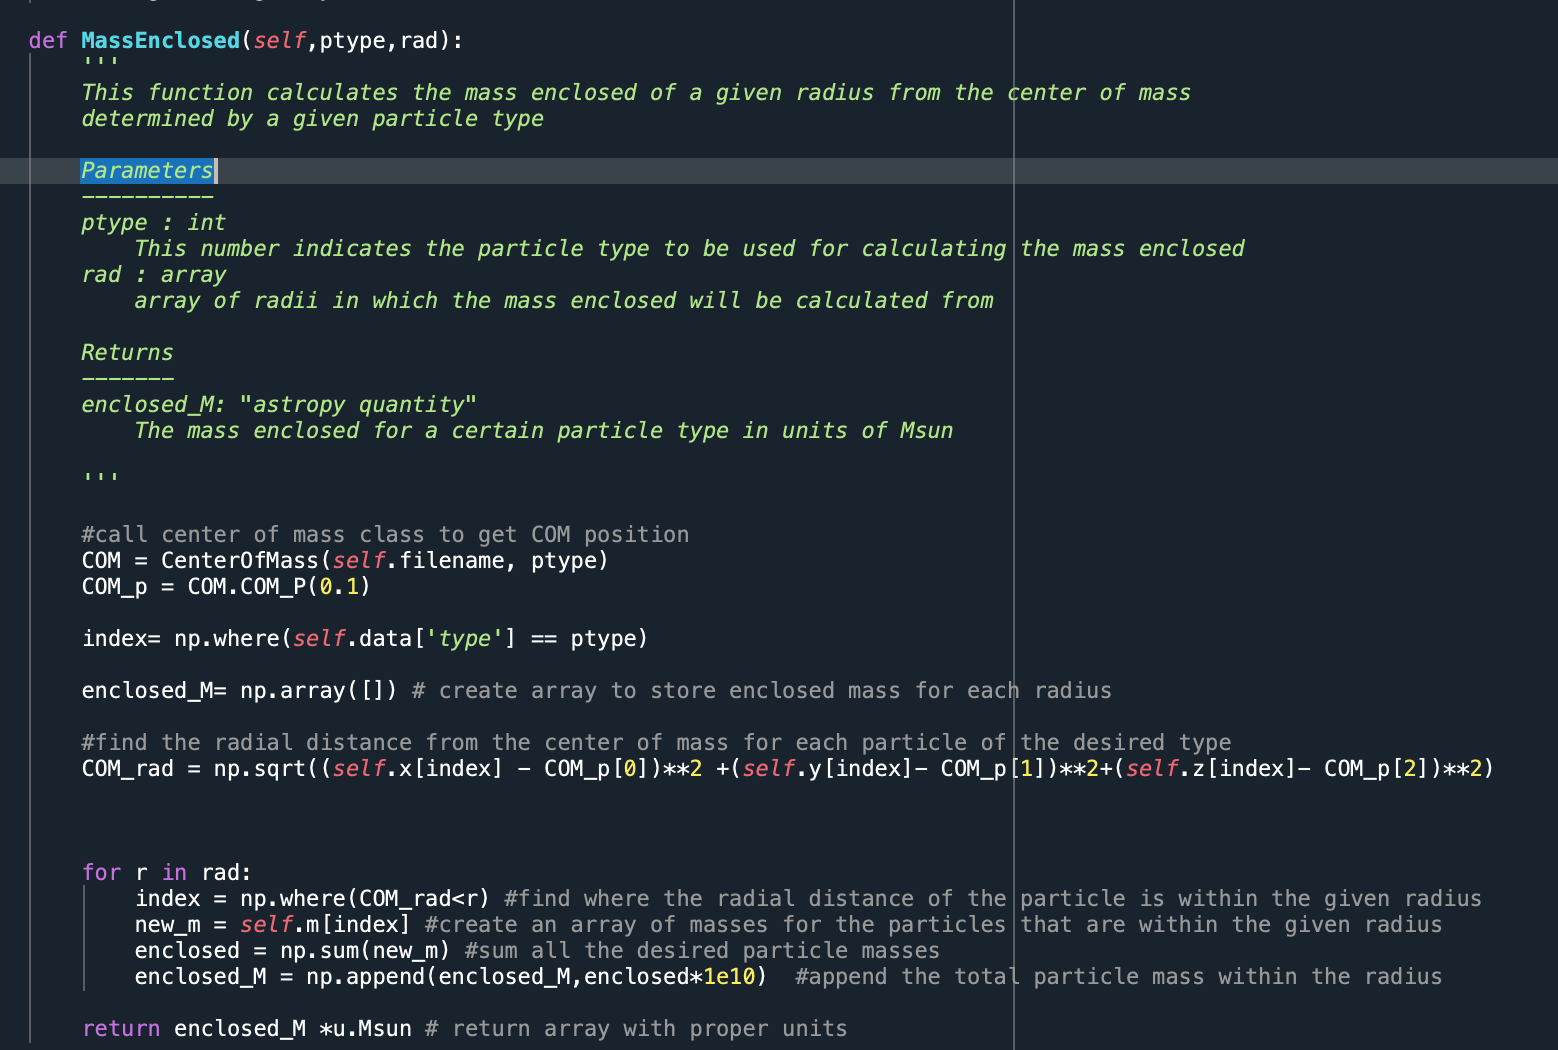 def MassEnclosed(self,ptype,rad):
'''
This function calculates the mass enclosed of a given radius from the center of mass
determined by a given particle type
Parameters
----------
ptype : int
This number indicates the particle type to be used for calculating the mass enclosed
rad : array
array of radii in which the mass enclosed will be calculated from
Returns
-------
enclosed_M: "astropy quantity"
The mass enclosed for a certain particle type in units of Msun
'''
#call center of mass class to get COM position
COM = CenterOfMass(self.filename, ptype)
COM_p = COM.COM_P(0.1)
index= np.where(self.data['type'] == ptype)
enclosed_M= np.array([]) # create array to store enclosed mass for each radius
#find the radial distance from the center of mass for each particle of the desired type
COM_rad = np.sqrt((self.x[index] - COM_p[0])**2 +(self.y[index]- COM_p[1])**2+(self.z[index]- COM_p[2])**2)
for r in rad:
index = np.where(COM_rad<r) #find where the radial distance of the particle is within the given radius
new_m = self.m[index] #create an array of masses for the particles that are within the given radius
enclosed = np.sum(new_m) #sum all the desired particle masses
enclosed_M = np.append(enclosed_M,enclosed*1e10)  #append the total particle mass within the radius
return enclosed_M *u.Msun # return array with proper units